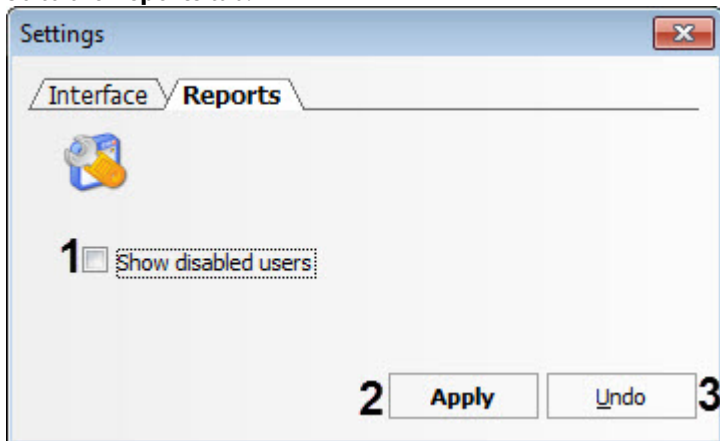 Settings
Interface Reports
1 Show disabled users
2 Apply Undo 3